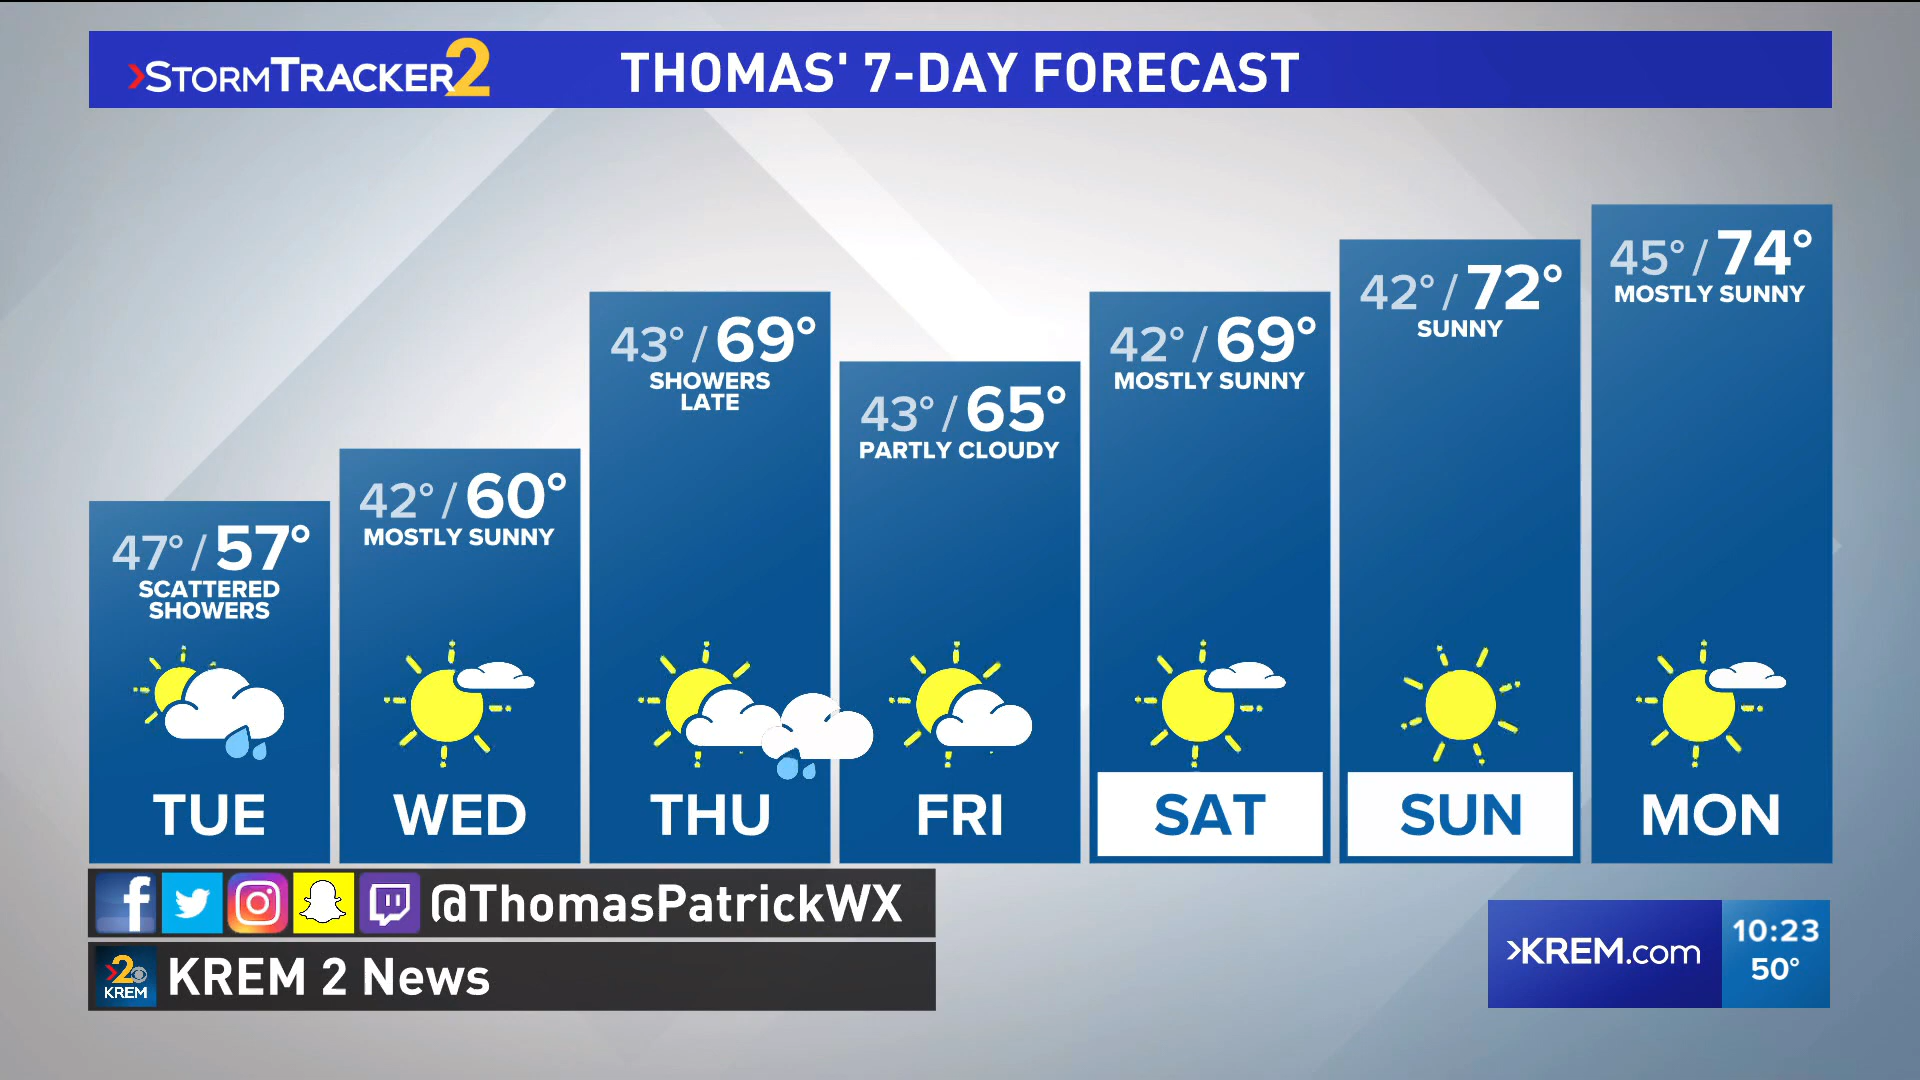 STORMTRACKER2
THOMAS' 7-DAY FORECAST
47°/57°
SCATTERED
SHOWERS
TUE
42°/60°
MOSTLY SUNNY
WED
43°/69°
SHOWERS
LATE
THU
43°/65°
PARTLY CLOUDY
FRI
42°/69°
MOSTLY SUNNY
SAT
42°/72°
SUNNY
SUN
45°/74°
MOSTLY SUNNY
MON
@ThomasPatrickWX
2
KREM
KREM 2 News
KREM.com
10:23
50°